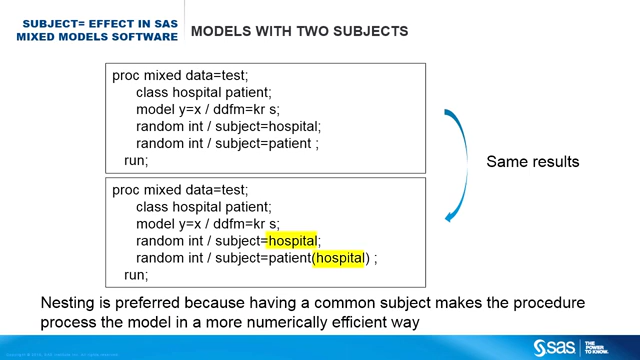 SUBJECT= EFFECT IN SAS
MIXED MODELS SOFTWARE
MODELS WITH TWO SUBJECTS
proc mixed data=test;
class hospital patient;
model y=x / ddfm=kr s;
random int / subject=hospital;
random int / subject=patient ;
run;
Same results
proc mixed data=test;
class hospital patient;
model y=x / ddfm=kr s;
random int / subject=hospital;
random int / subject=patient(hospital) ;
run;
Nesting is preferred because having a common subject makes the procedure
process the model in a more numerically efficient way
sas
THE
POWER
TO KNOW.